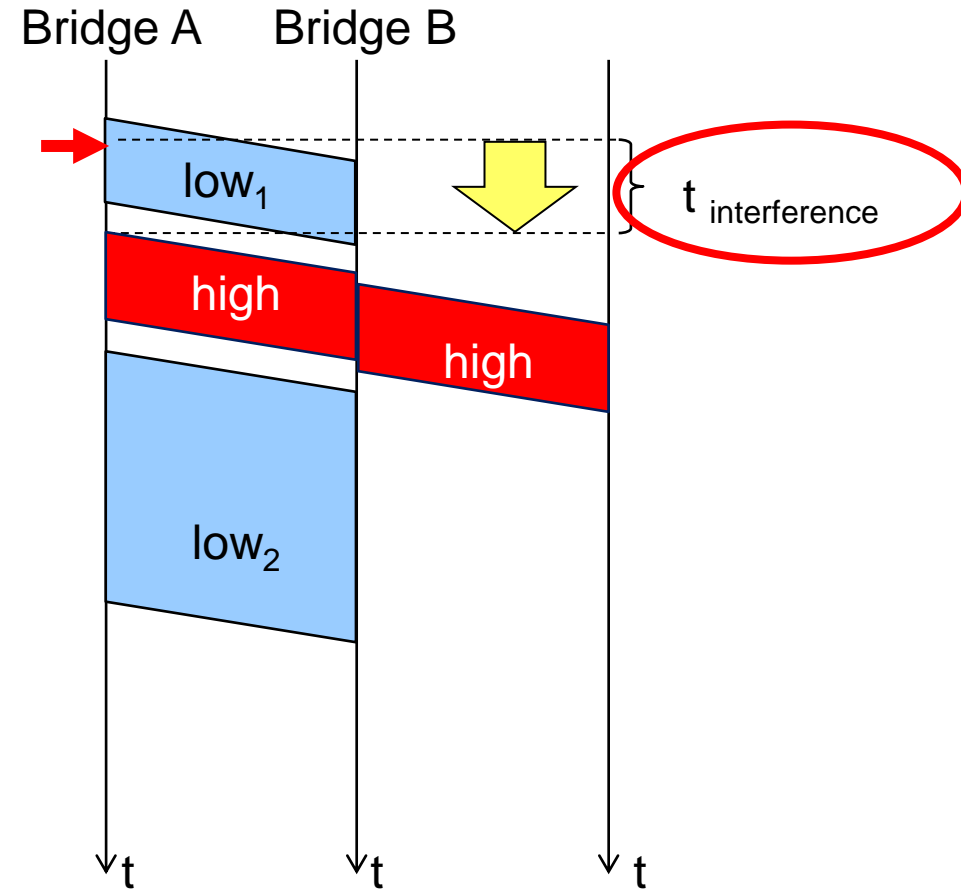 Bridge A
Bridge B
low₁
t interference
high
high
low₂
t
t
t